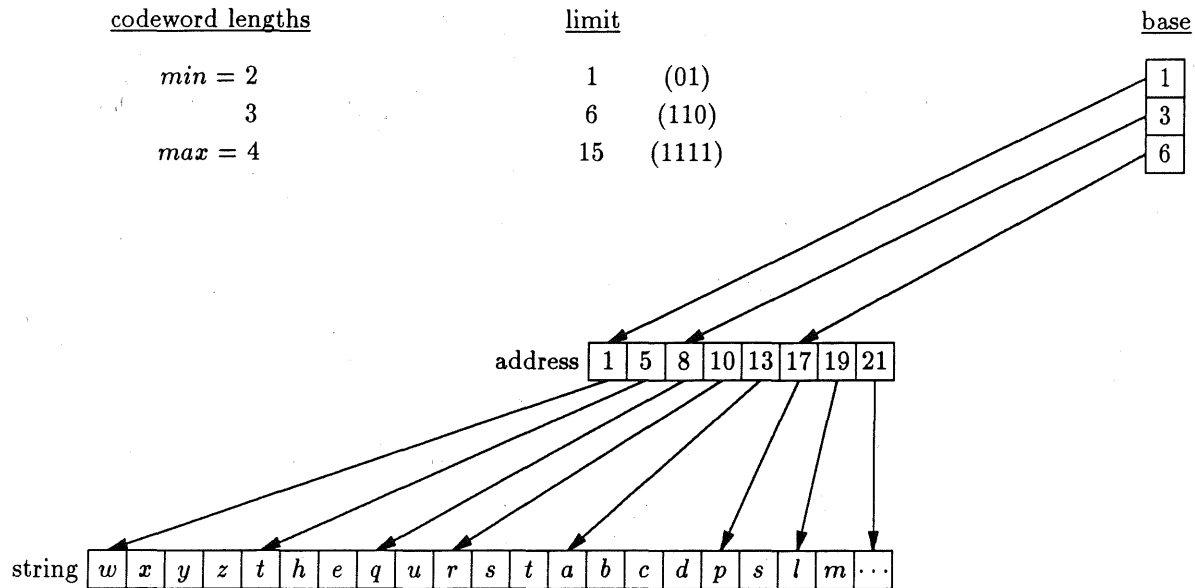 codeword lengths limit base
min = 2 1 (01) 1
3 6 (110) 3
max = 4 15 (1111) 6
address 1 5 8 10 13 17 19 21
string w x y z t h e q u r s t a b c d p s l m ...